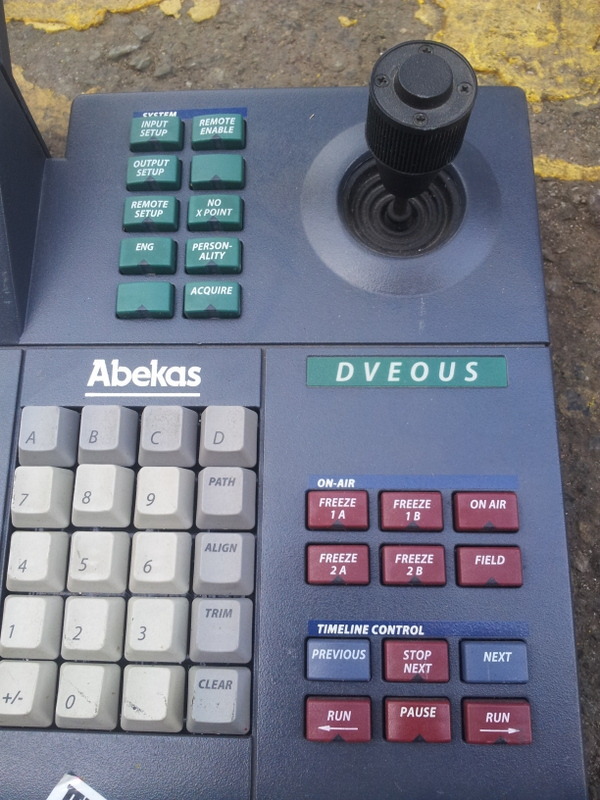 SYSTEM
INPUT
SETUP
REMOTE
ENABLE
OUTPUT
SETUP
REMOTE
SETUP
NO
X POINT
ENG
PERSON-
ALITY
ACQUIRE
Abekas
DVEOUS
A B C D
7 8 9 PATH
4 5 6 ALIGN
1 2 3 TRIM
+/- 0 CLEAR
ON-AIR
FREEZE
1 A
FREEZE
1 B
ON AIR
FREEZE
2 A
FREEZE
2 B
FIELD
TIMELINE CONTROL
PREVIOUS
STOP
NEXT
NEXT
RUN
PAUSE
RUN